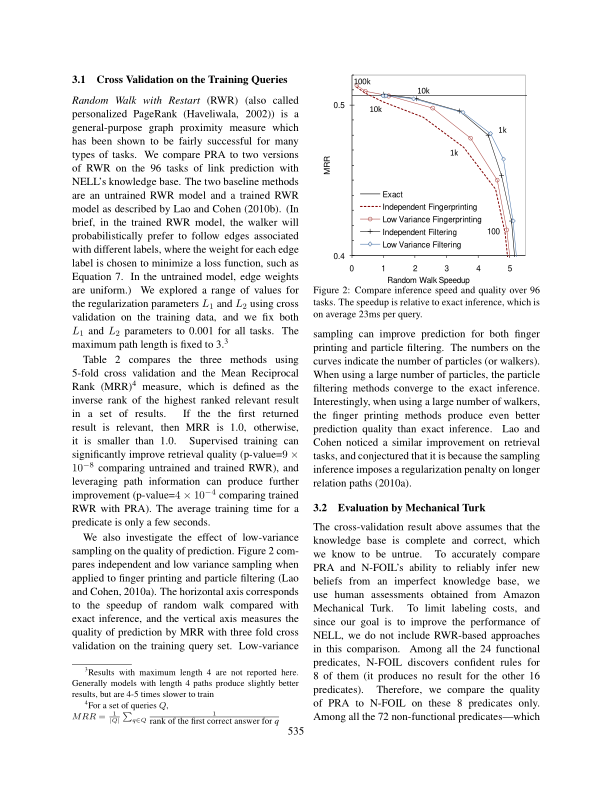 3.1 Cross Validation on the Training Queries
Random Walk with Restart (RWR) (also called
personalized PageRank (Haveliwala, 2002)) is a
general-purpose graph proximity measure which
has been shown to be fairly successful for many
types of tasks. We compare PRA to two versions
of RWR on the 96 tasks of link prediction with
NELL's knowledge base. The two baseline methods
are an untrained RWR model and a trained RWR
model as described by Lao and Cohen (2010b). (In
brief, in the trained RWR model, the walker will
probabilistically prefer to follow edges associated
with different labels, where the weight for each edge
label is chosen to minimize a loss function, such as
Equation 7. In the untrained model, edge weights
are uniform.) We explored a range of values for
the regularization parameters L₁ and L₂ using cross
validation on the training data, and we fix both
L₁ and L₂ parameters to 0.001 for all tasks. The
maximum path length is fixed to 3.³
Table 2 compares the three methods using
5-fold cross validation and the Mean Reciprocal
Rank (MRR)⁴ measure, which is defined as the
inverse rank of the highest ranked relevant result
in a set of results. If the the first returned
result is relevant, then MRR is 1.0, otherwise,
it is smaller than 1.0. Supervised training can
significantly improve retrieval quality (p-value=9 ×
10⁻⁸ comparing untrained and trained RWR), and
leveraging path information can produce further
improvement (p-value=4 × 10⁻⁴ comparing trained
RWR with PRA). The average training time for a
predicate is only a few seconds.
We also investigate the effect of low-variance
sampling on the quality of prediction. Figure 2 com-
pares independent and low variance sampling when
applied to finger printing and particle filtering (Lao
and Cohen, 2010a). The horizontal axis corresponds
to the speedup of random walk compared with
exact inference, and the vertical axis measures the
quality of prediction by MRR with three fold cross
validation on the training query set. Low-variance
³Results with maximum length 4 are not reported here.
Generally models with length 4 paths produce slightly better
results, but are 4-5 times slower to train
⁴For a set of queries Q,
MRR = 1/|Q| ∑q∈Q 1/rank of the first correct answer for q
100k
10k
0.5
10k
1k
1k
MRR
Exact
Independent Fingerprinting
Low Variance Fingerprinting
Independent Filtering
Low Variance Filtering
100
0.4
0 1 2 3 4 5
Random Walk Speedup
Figure 2: Compare inference speed and quality over 96
tasks. The speedup is relative to exact inference, which is
on average 23ms per query.
sampling can improve prediction for both finger
printing and particle filtering. The numbers on the
curves indicate the number of particles (or walkers).
When using a large number of particles, the particle
filtering methods converge to the exact inference.
Interestingly, when using a large number of walkers,
the finger printing methods produce even better
prediction quality than exact inference. Lao and
Cohen noticed a similar improvement on retrieval
tasks, and conjectured that it is because the sampling
inference imposes a regularization penalty on longer
relation paths (2010a).
3.2 Evaluation by Mechanical Turk
The cross-validation result above assumes that the
knowledge base is complete and correct, which
we know to be untrue. To accurately compare
PRA and N-FOIL's ability to reliably infer new
beliefs from an imperfect knowledge base, we
use human assessments obtained from Amazon
Mechanical Turk. To limit labeling costs, and
since our goal is to improve the performance of
NELL, we do not include RWR-based approaches
in this comparison. Among all the 24 functional
predicates, N-FOIL discovers confident rules for
8 of them (it produces no result for the other 16
predicates). Therefore, we compare the quality
of PRA to N-FOIL on these 8 predicates only.
Among all the 72 non-functional predicates—which
535